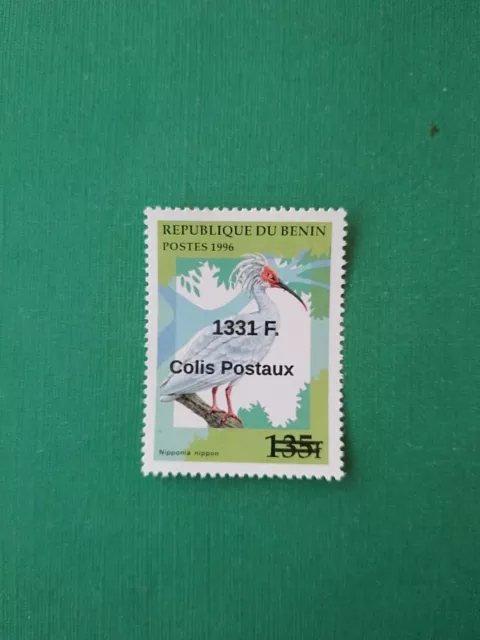 REPUBLIQUE DU BENIN
POSTES 1996
1331 F.
Colis Postaux
Nipponia nippon
135F